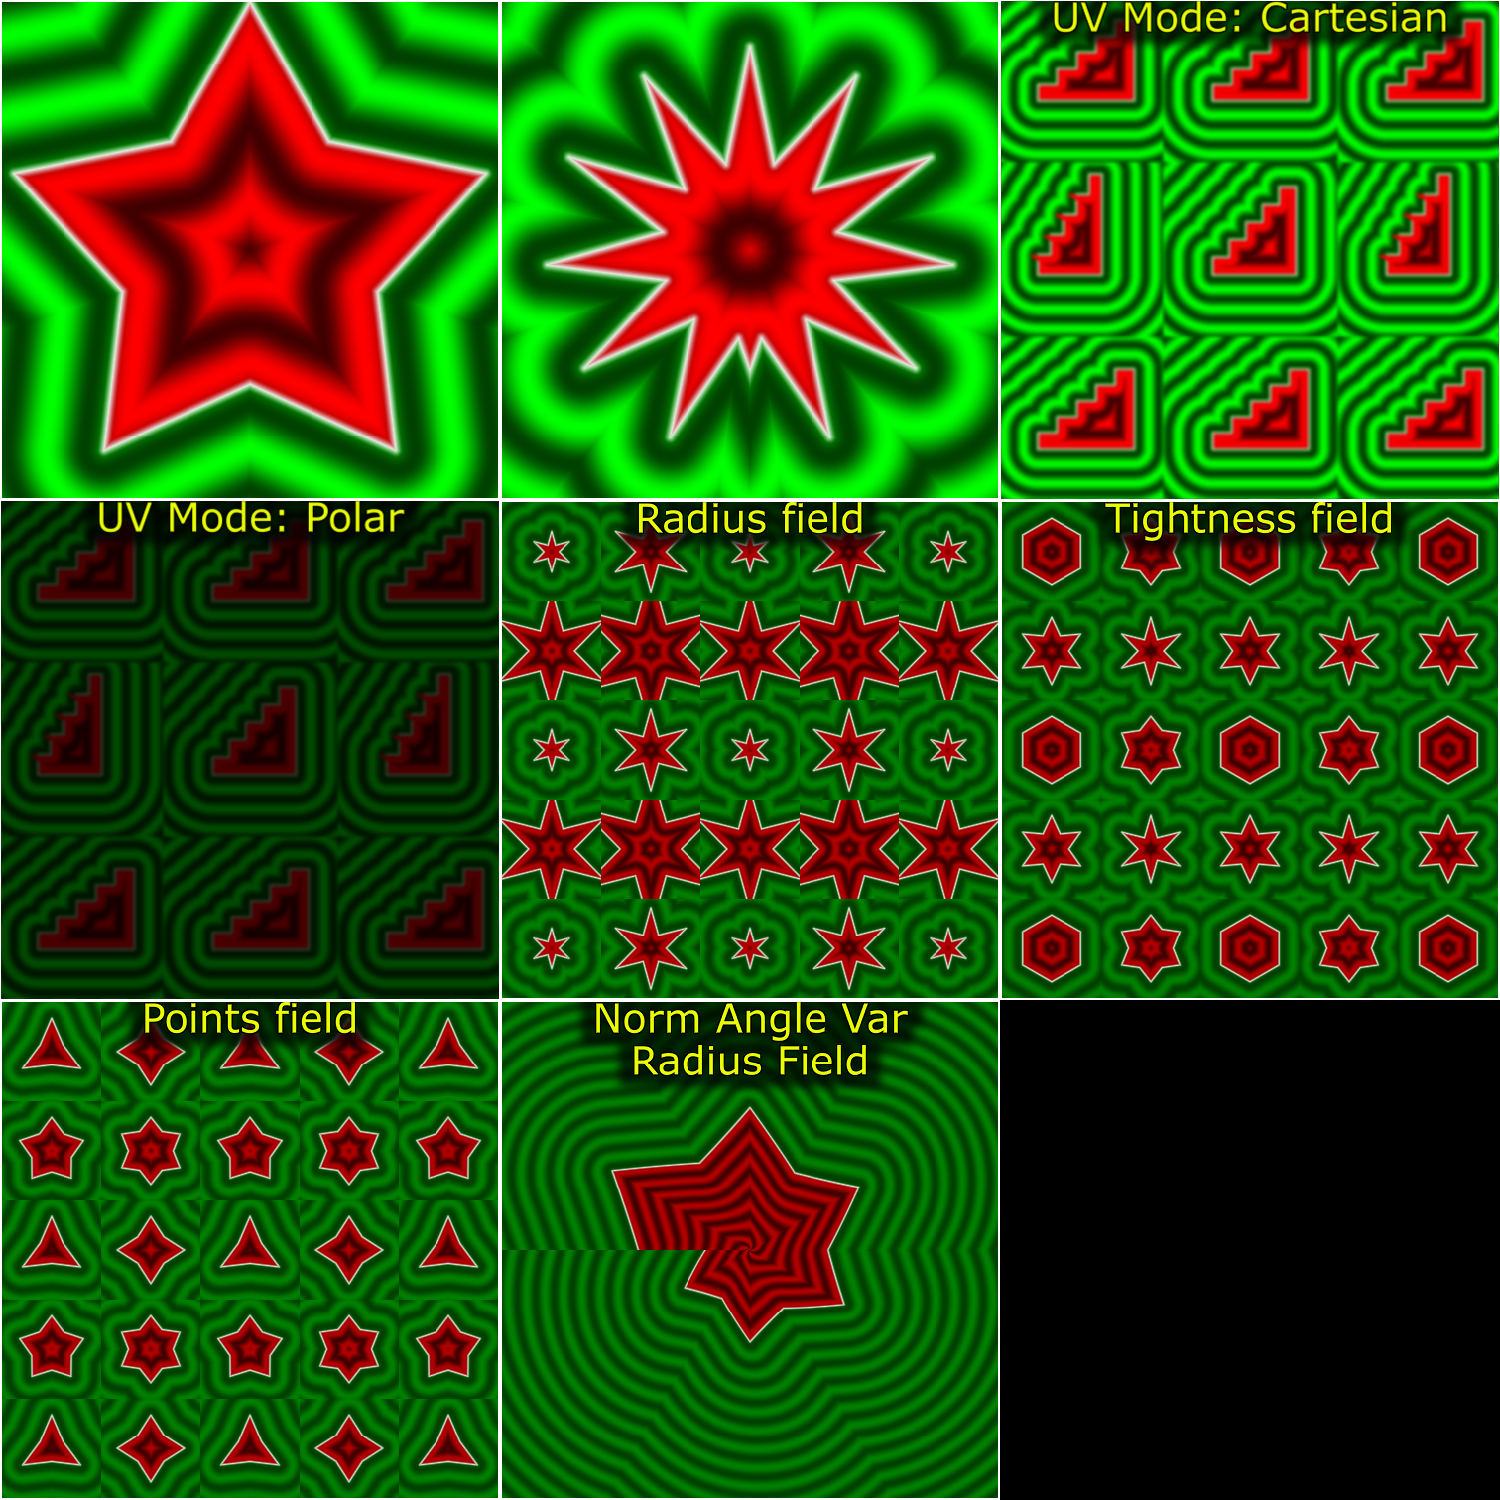 UV Mode: Cartesian
UV Mode: Polar
Radius field
Tightness field
Points field
Norm Angle Var
Radius Field